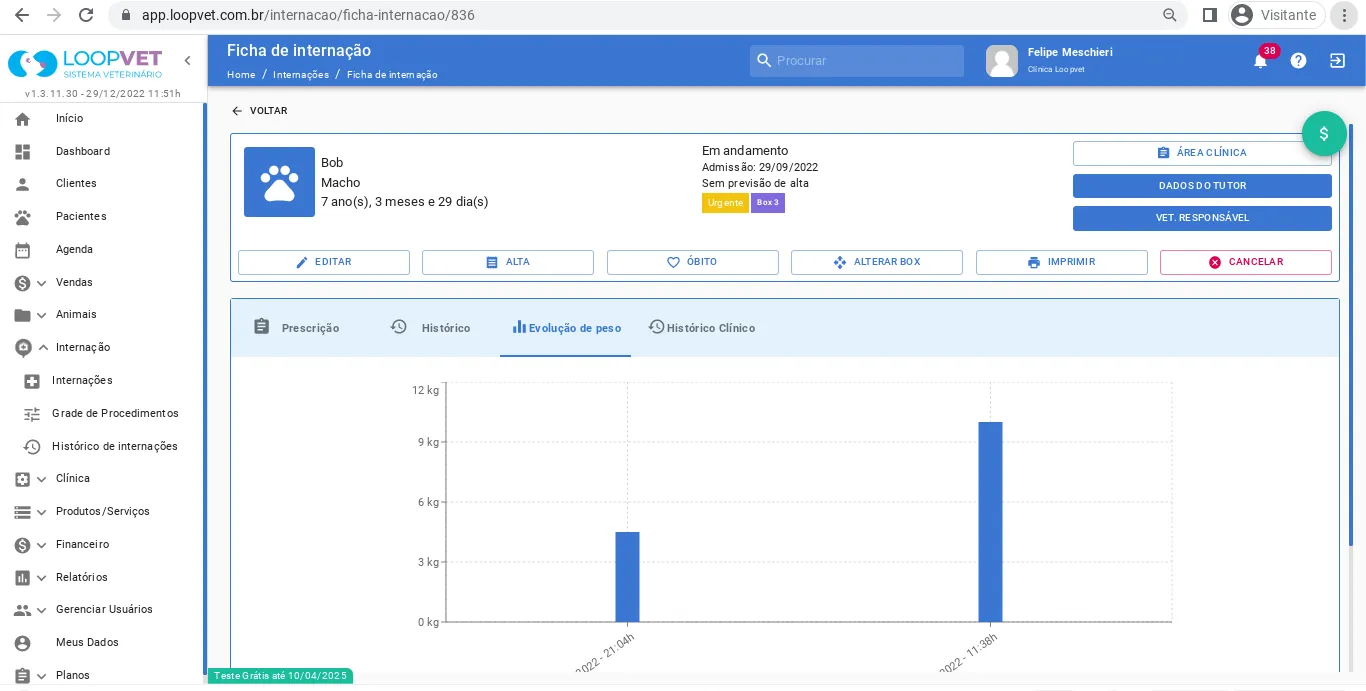 app.loopvet.com.br/internacao/ficha-internacao/836
Visitante
LOOPVET
SISTEMA VETERINÁRIO
v1.3.11.30 - 29/12/2022 11:51h
Início
Dashboard
Clientes
Pacientes
Agenda
Vendas
Animais
Internação
Internações
Grade de Procedimentos
Histórico de internações
Clínica
Produtos/Serviços
Financeiro
Relatórios
Gerenciar Usuários
Meus Dados
Planos
Ficha de internação
Home / Internações / Ficha de internação
Procurar
Felipe Meschieri
Clínica Loopvet
38
VOLTAR
$
Bob
Macho
7 ano(s), 3 meses e 29 dia(s)
Em andamento
Admissão: 29/09/2022
Sem previsão de alta
Urgente Box 3
ÁREA CLÍNICA
DADOS DO TUTOR
VET. RESPONSÁVEL
EDITAR
ALTA
ÓBITO
ALTERAR BOX
IMPRIMIR
CANCELAR
Prescrição
Histórico
Evolução de peso
Histórico Clínico
12 kg
9 kg
6 kg
3 kg
0 kg
2022 - 21:04h
2022 - 11:38h
Teste Grátis até 10/04/2025